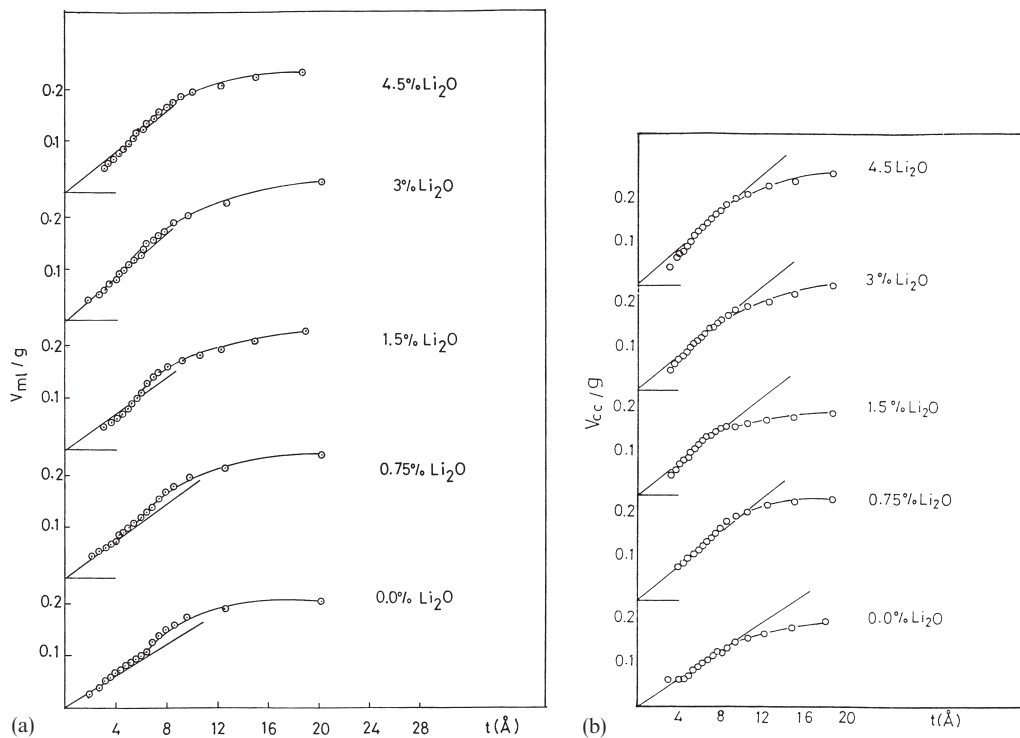 4.5% Li2O
0.2
0.1
3% Li2O
0.2
0.1
1.5% Li2O
0.2
0.1
0.75% Li2O
0.2
0.1
0.0% Li2O
0.2
0.1
Vml/g
4 8 12 16 20 24 28 t(Å)
(a)
4.5 Li2O
0.2
0.1
3% Li2O
0.2
0.1
1.5% Li2O
0.2
0.1
0.75% Li2O
0.2
0.1
0.0% Li2O
0.2
0.1
Vcc/g
4 8 12 16 20 t(Å)
(b)